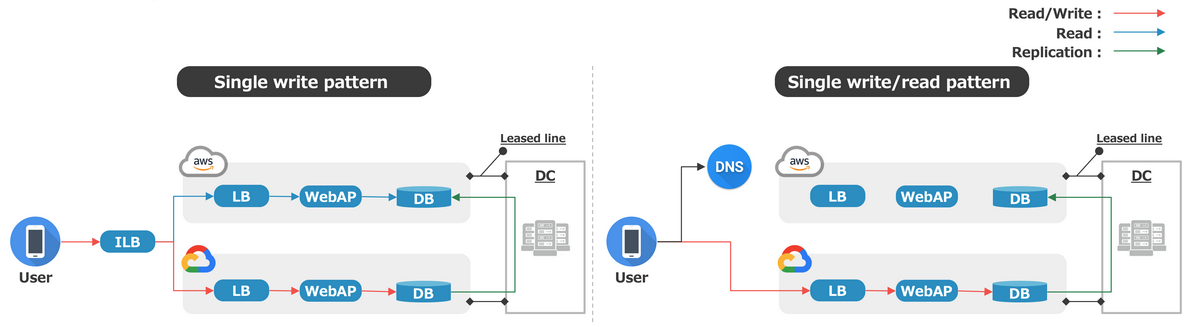 Read/Write :
Read :
Replication :
Single write pattern
Single write/read pattern
Leased line
aws
DC
LB
WebAP
DB
User
ILB
LB
WebAP
DB
Leased line
DNS
aws
DC
LB
WebAP
DB
User
LB
WebAP
DB